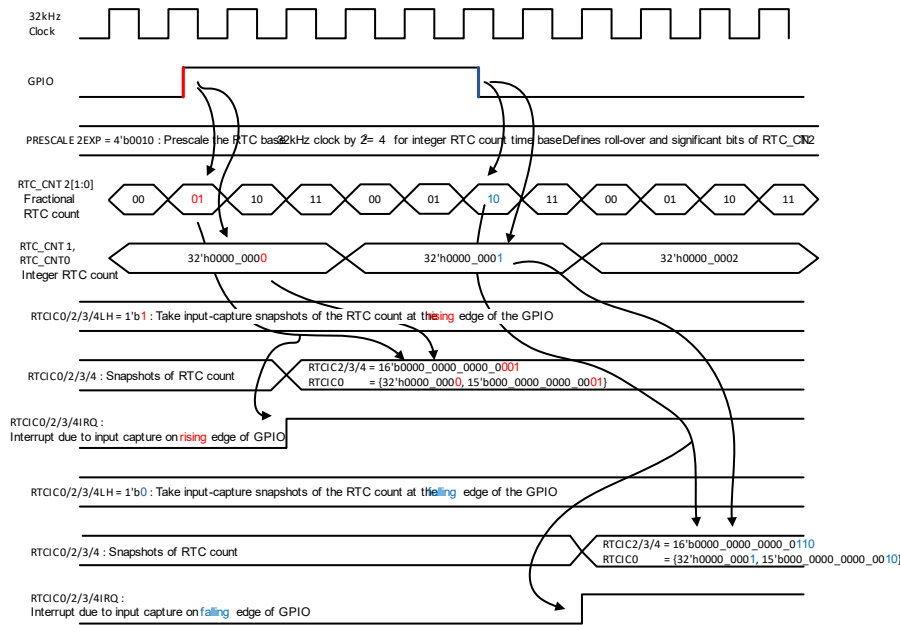 32kHz
Clock
GPIO
PRESCALE 2EXP = 4'b0010 : Prescale the RTC base 32kHz clock by 2 = 4 for integer RTC count time base Defines roll-over and significant bits of RTC_CNT2
RTC_CNT 2[1:0]
Fractional
RTC count
00 01 10 11 00 01 10 11 00 01 10 11
RTC_CNT 1,
RTC_CNT0
Integer RTC count
32'h0000_0000 32'h0000_0001 32'h0000_0002
RTCIC0/2/3/4LH = 1'b1 : Take input-capture snapshots of the RTC count at the rising edge of the GPIO
RTCIC0/2/3/4 : Snapshots of RTC count
RTCIC2/3/4 = 16'b0000_0000_0000_0001
RTCIC0 = {32'h0000_0000, 15'b000_0000_0000_0001}
RTCIC0/2/3/4IRQ :
Interrupt due to input capture on rising edge of GPIO
RTCIC0/2/3/4LH = 1'b0 : Take input-capture snapshots of the RTC count at the falling edge of the GPIO
RTCIC0/2/3/4 : Snapshots of RTC count
RTCIC2/3/4 = 16'b0000_0000_0000_0110
RTCIC0 = {32'h0000_0001, 15'b000_0000_0000_0010}
RTCIC0/2/3/4IRQ :
Interrupt due to input capture on falling edge of GPIO